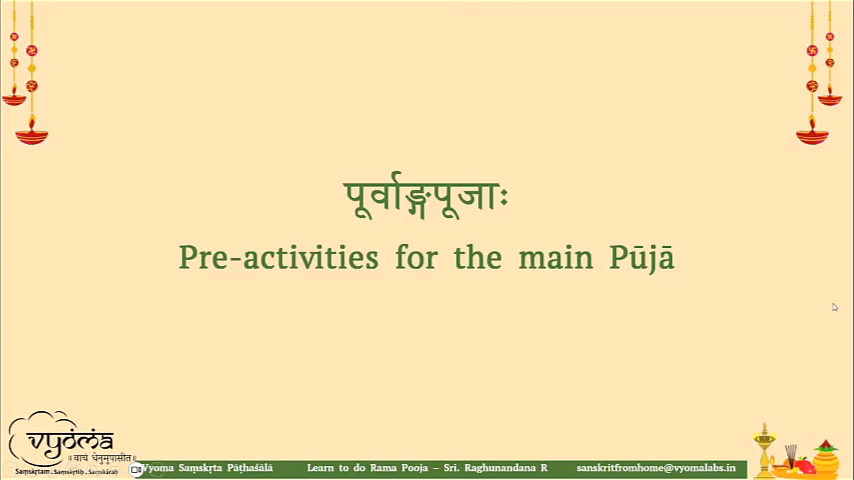 पूर्वाङ्गपूजाः
Pre-activities for the main Pūjā
vyoma
॥ वाचं धेनुमुपासीत ॥
Saṃskṛtam . Saṃskṛtiḥ . Saṃskāraḥ
Vyoma Saṃskṛta Pāṭhaśālā Learn to do Rama Pooja – Sri. Raghunandana R sanskritfromhome@vyomalabs.in